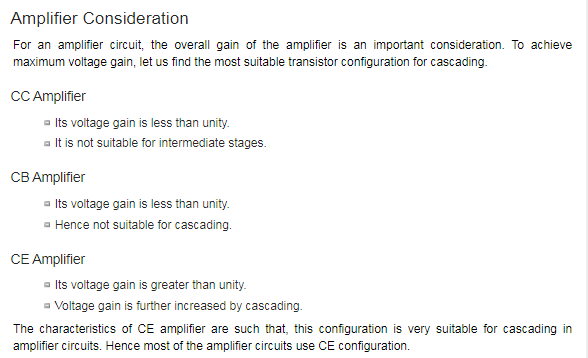 Amplifier Consideration
For an amplifier circuit, the overall gain of the amplifier is an important consideration. To achieve
maximum voltage gain, let us find the most suitable transistor configuration for cascading.
CC Amplifier
Its voltage gain is less than unity.
It is not suitable for intermediate stages.
CB Amplifier
Its voltage gain is less than unity.
Hence not suitable for cascading.
CE Amplifier
Its voltage gain is greater than unity.
Voltage gain is further increased by cascading.
The characteristics of CE amplifier are such that, this configuration is very suitable for cascading in
amplifier circuits. Hence most of the amplifier circuits use CE configuration.